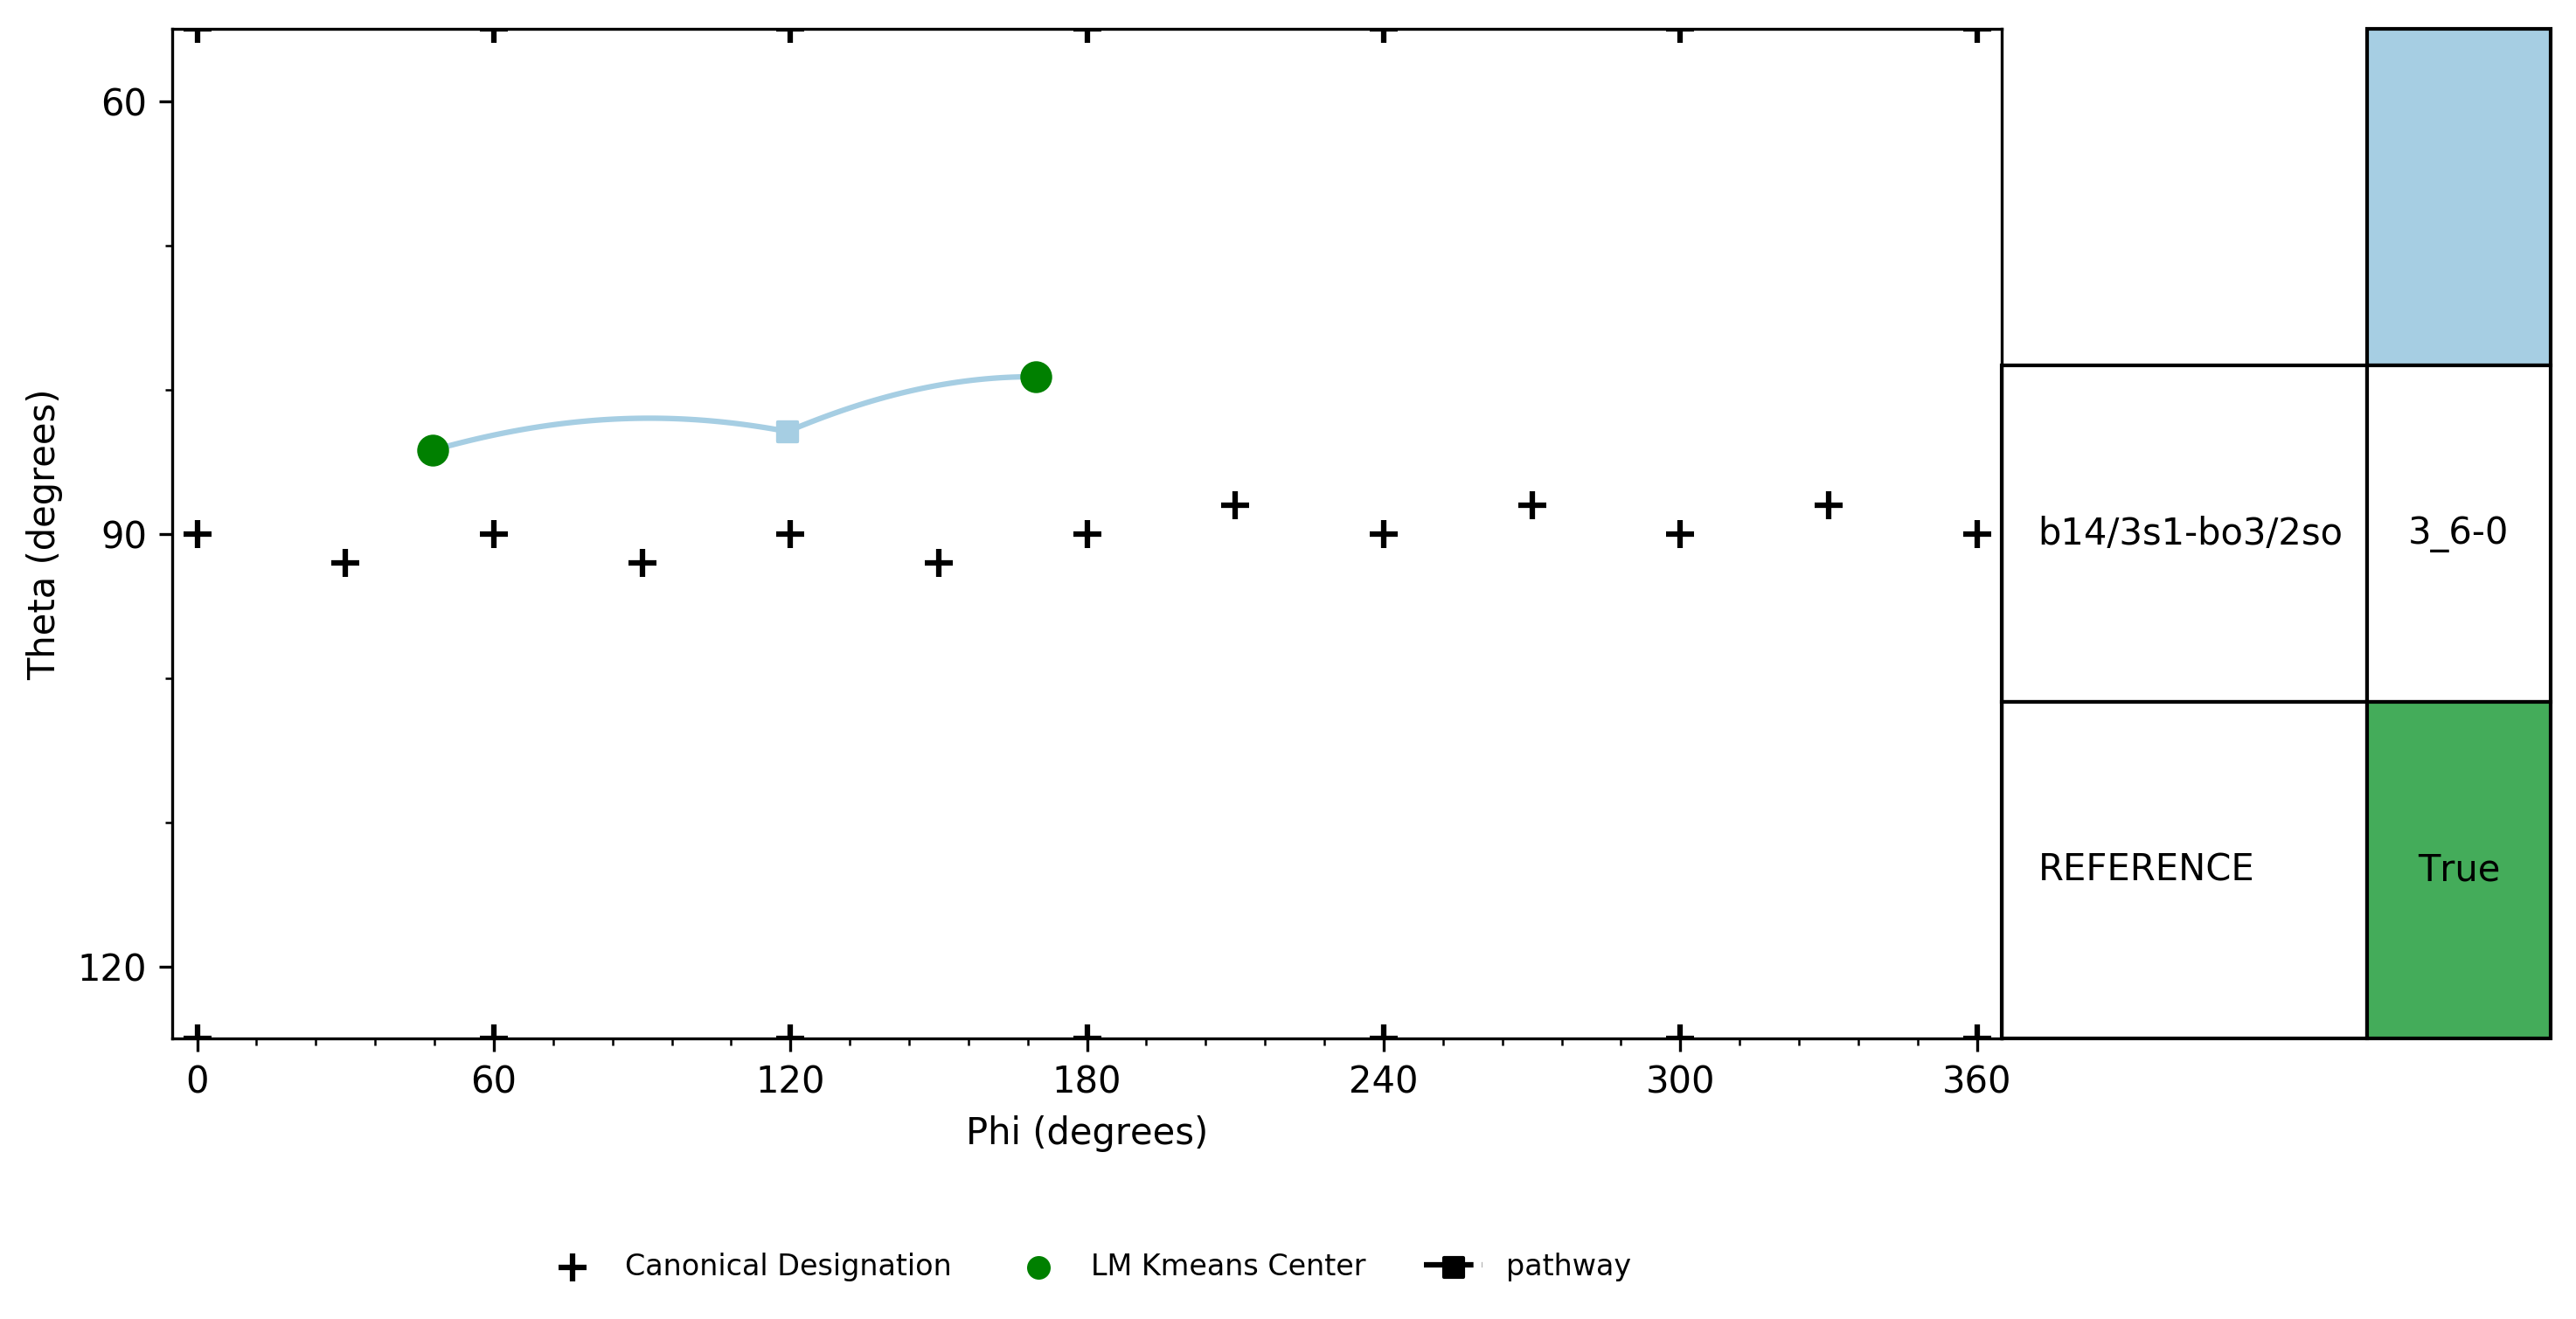 60
90
120
Theta (degrees)
0 60 120 180 240 300 360
Phi (degrees)
b14/3s1-bo3/2so 3_6-0
REFERENCE True
Canonical Designation LM Kmeans Center pathway